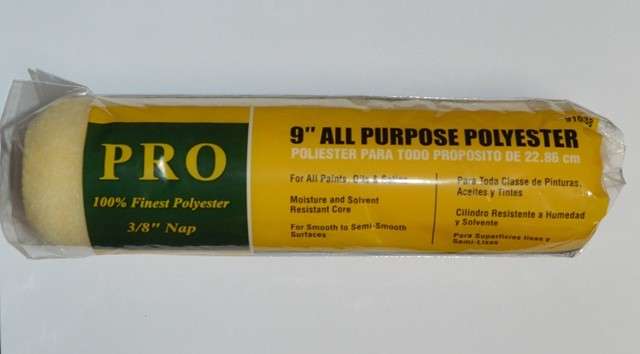 PRO
100% Finest Polyester
3/8" Nap
9" ALL PURPOSE POLYESTER
POLIESTER PARA TODO PROPOSITO DE 22.86 cm
For All Paints, Oils &
Moisture and Solvent
Resistant Core
For Smooth to Semi-Smooth
Surfaces
Para Toda Classe de Pinturas,
Aceites y Tintes
Cilindro Resistente a Humedad
y Solvente
Para Superficies lisas y
Semi-Lisas